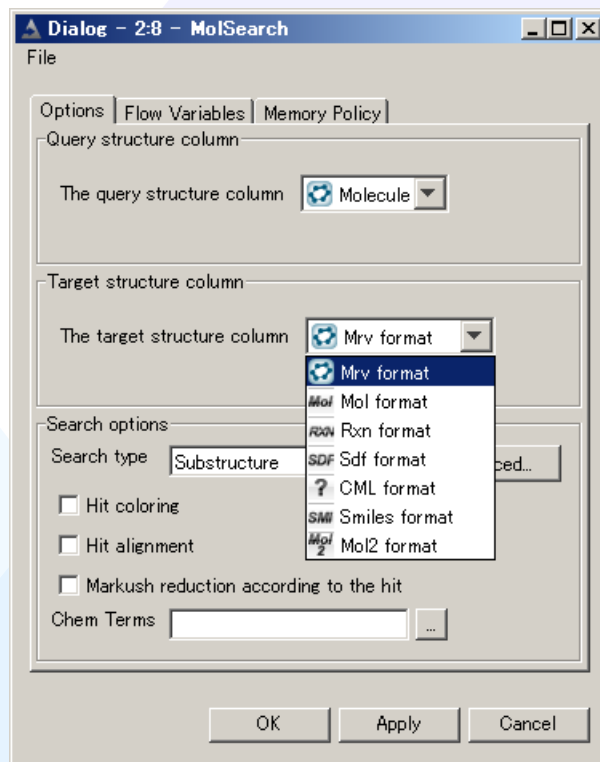 Dialog - 2:8 - MolSearch
File
Options Flow Variables Memory Policy
Query structure column
The query structure column Molecule
Target structure column
The target structure column Mrv format
Mrv format
Mol Mol format
RXN Rxn format
Search options
SDF Sdf format
Search type Substructure ced...
? CML format
Hit coloring
SMI Smiles format
Hit alignment
Mol2 Mol2 format
Markush reduction according to the hit
Chem Terms ...
OK Apply Cancel